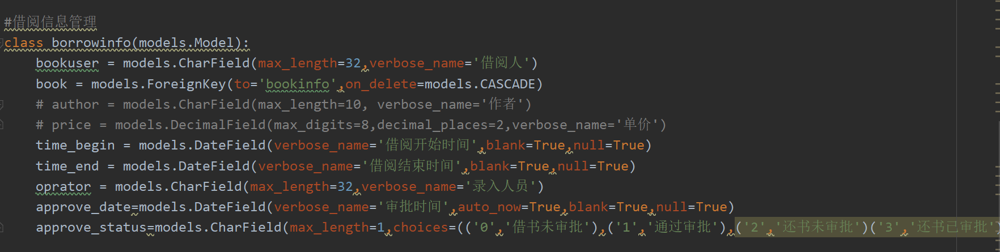 #借阅信息管理
class borrowinfo(models.Model):
    bookuser = models.CharField(max_length=32,verbose_name='借阅人')
    book = models.ForeignKey(to='bookinfo',on_delete=models.CASCADE)
    # author = models.CharField(max_length=10, verbose_name='作者')
    # price = models.DecimalField(max_digits=8,decimal_places=2,verbose_name='单价')
    time_begin = models.DateField(verbose_name='借阅开始时间',blank=True,null=True)
    time_end = models.DateField(verbose_name='借阅结束时间',blank=True,null=True)
    oprator = models.CharField(max_length=32,verbose_name='录入人员')
    approve_date=models.DateField(verbose_name='审批时间',auto_now=True,blank=True,null=True)
    approve_status=models.CharField(max_length=1,choices=(('0','借书未审批'),('1','通过审批'),('2','还书未审批')('3','还书已审批')